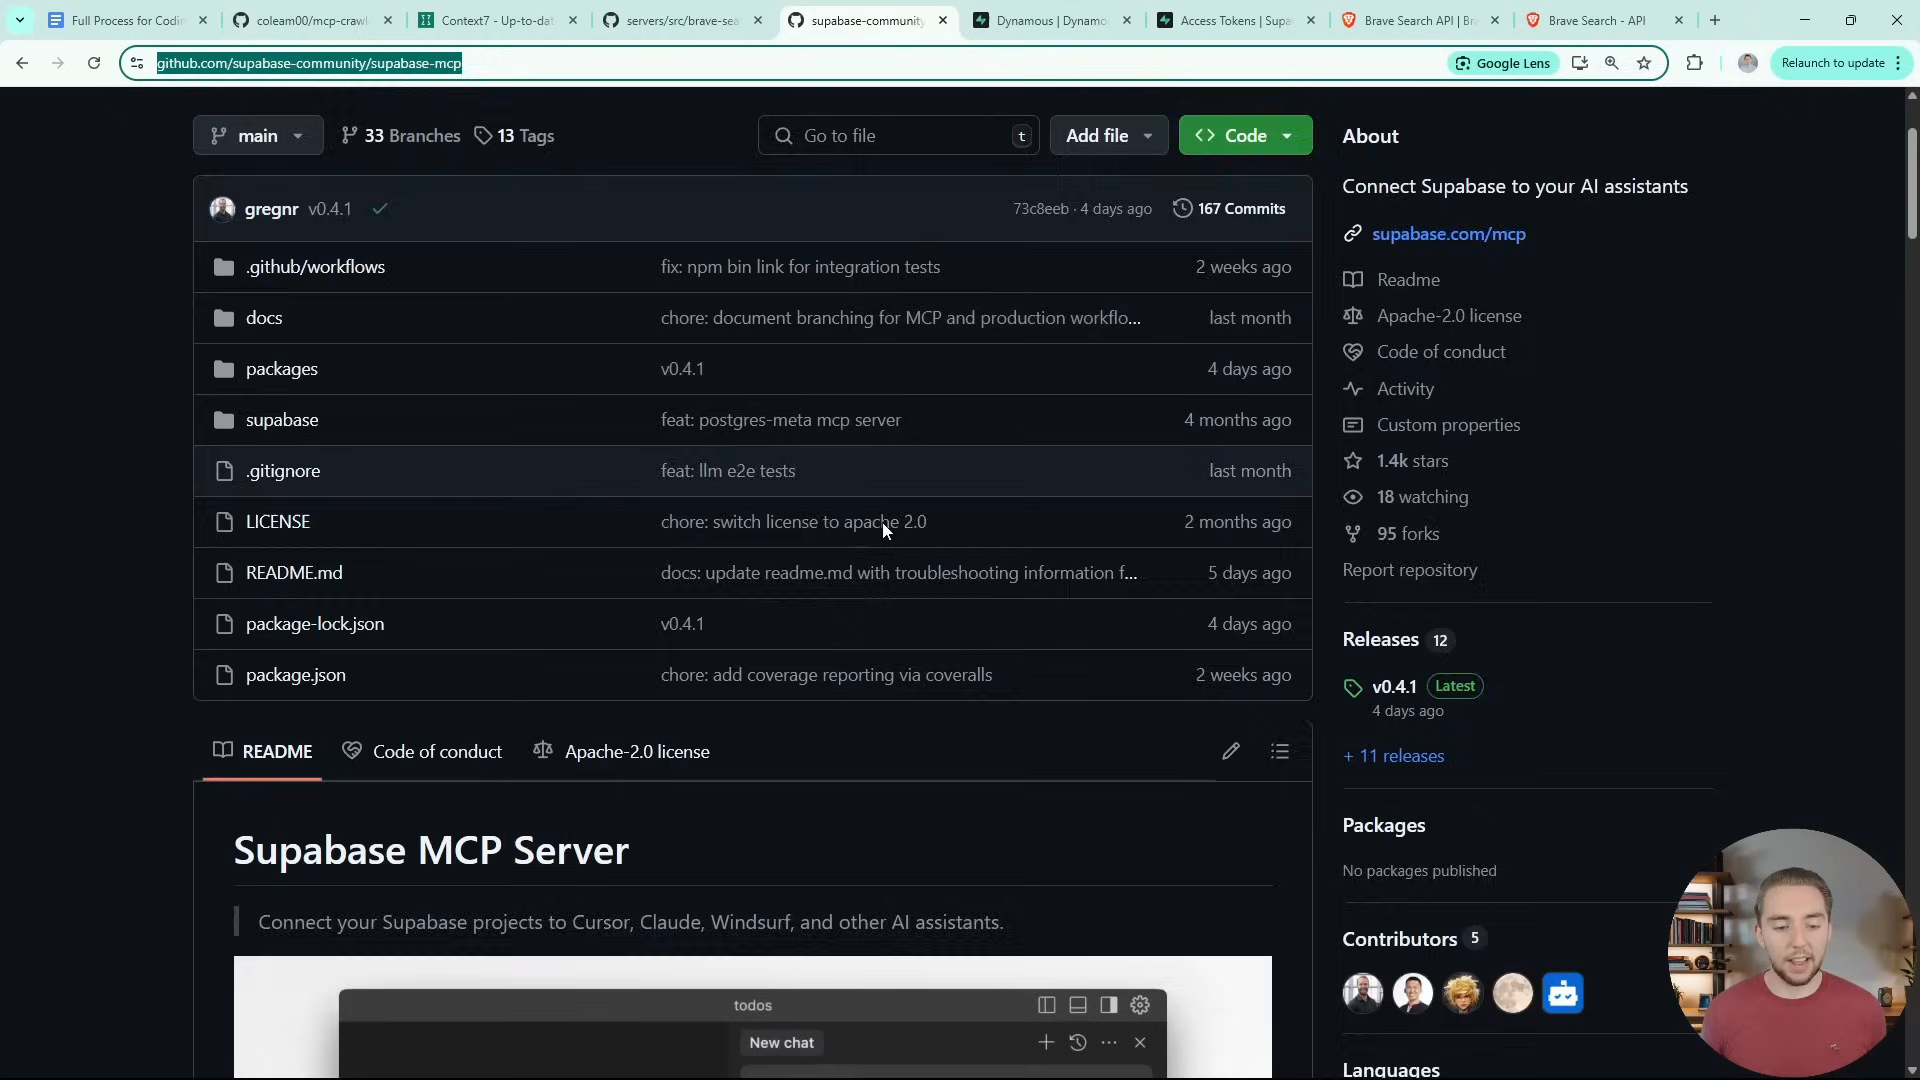 Full Process for Codin
coleam00/mcp-crawl
Context7 - Up-to-dat
servers/src/brave-sea
supabase-community
Dynamous | Dynamo
Access Tokens | Supa
Brave Search API | Br
Brave Search - API
github.com/supabase-community/supabase-mcp
Google Lens
Relaunch to update
main
33 Branches
13 Tags
Go to file
t
Add file
Code
gregnr v0.4.1
73c8eeb · 4 days ago
167 Commits
.github/workflows
fix: npm bin link for integration tests
2 weeks ago
docs
chore: document branching for MCP and production workflo...
last month
packages
v0.4.1
4 days ago
supabase
feat: postgres-meta mcp server
4 months ago
.gitignore
feat: llm e2e tests
last month
LICENSE
chore: switch license to apache 2.0
2 months ago
README.md
docs: update readme.md with troubleshooting information f...
5 days ago
package-lock.json
v0.4.1
4 days ago
package.json
chore: add coverage reporting via coveralls
2 weeks ago
README
Code of conduct
Apache-2.0 license
Supabase MCP Server
Connect your Supabase projects to Cursor, Claude, Windsurf, and other AI assistants.
todos
New chat
About
Connect Supabase to your AI assistants
supabase.com/mcp
Readme
Apache-2.0 license
Code of conduct
Activity
Custom properties
1.4k stars
18 watching
95 forks
Report repository
Releases 12
v0.4.1 Latest
4 days ago
+ 11 releases
Packages
No packages published
Contributors 5
Languages